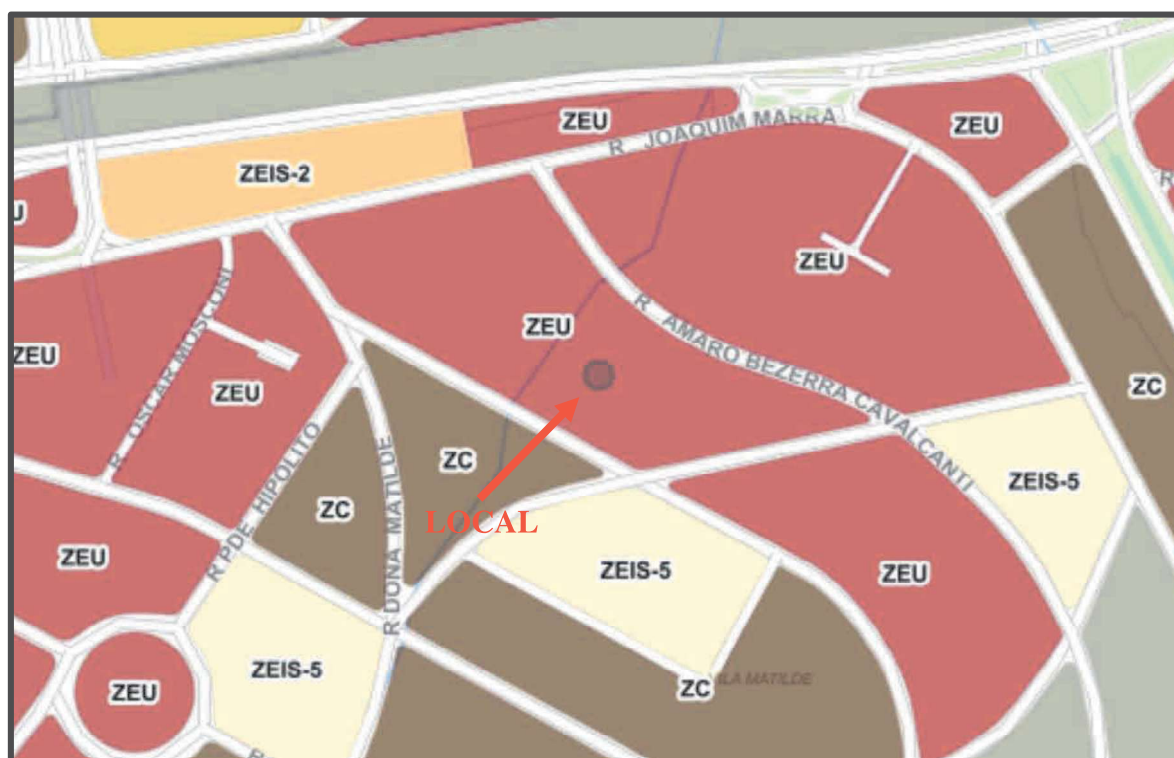 ZEU
R JOAQUIM MARRA
ZEU
ZEIS-2
U
R
ZEU
ZEU
R OSCAR MOSCONI
ZEU
ZEU
R AMARO BEZERRA CAVALCANTI
ZC
ZEU
R PDE HIPOLITO
ZC
ZC
R DONA MATILDE
LOCAL
ZEIS-5
ZEU
ZEIS-5
ZEU
ZEIS-5
ZEU
ZC
ILA MATILDE